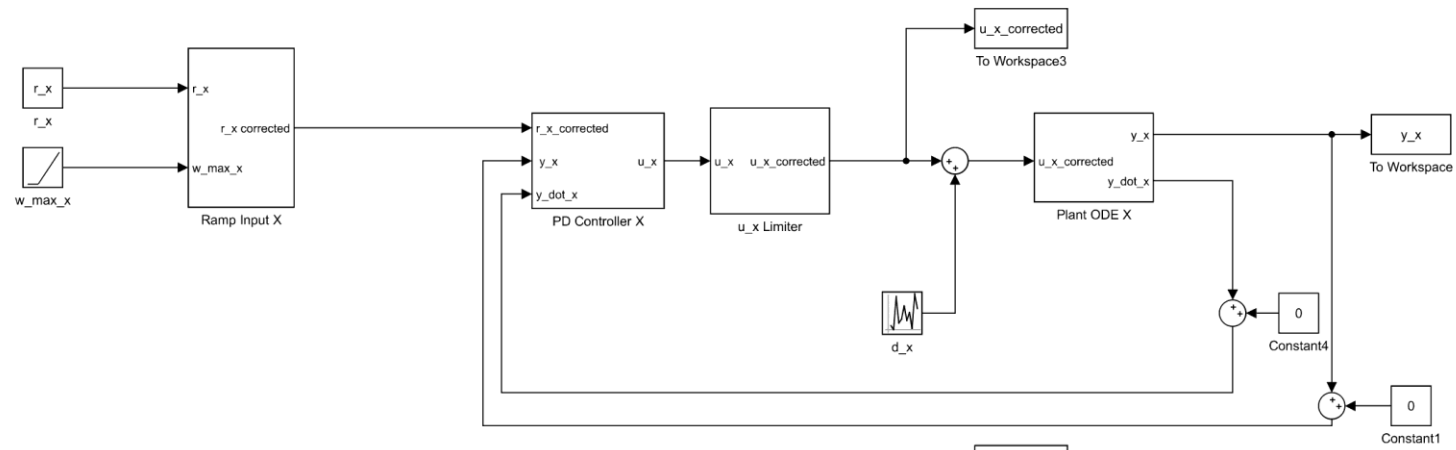 u_x_corrected
To Workspace3
r_x
r_x
w_max_x
r_x
r_x corrected
w_max_x
Ramp Input X
r_x_corrected
y_x
u_x
y_dot_x
PD Controller X
u_x
u_x_corrected
u_x Limiter
+
+
d_x
u_x_corrected
y_x
y_dot_x
Plant ODE X
y_x
To Workspace
+
+
0
Constant4
+
+
0
Constant1